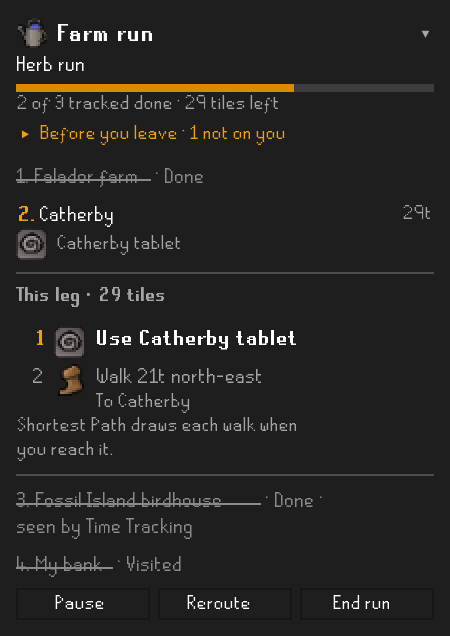 Farm run
Herb run
2 of 3 tracked done · 29 tiles left
Before you leave · 1 not on you
1. Falador farm · Done
2. Catherby 29t
Catherby tablet
This leg · 29 tiles
1 Use Catherby tablet
2 Walk 21t north-east
To Catherby
Shortest Path draws each walk when
you reach it.
3. Fossil Island birdhouse · Done ·
seen by Time Tracking
4. My bank · Visited
Pause Reroute End run